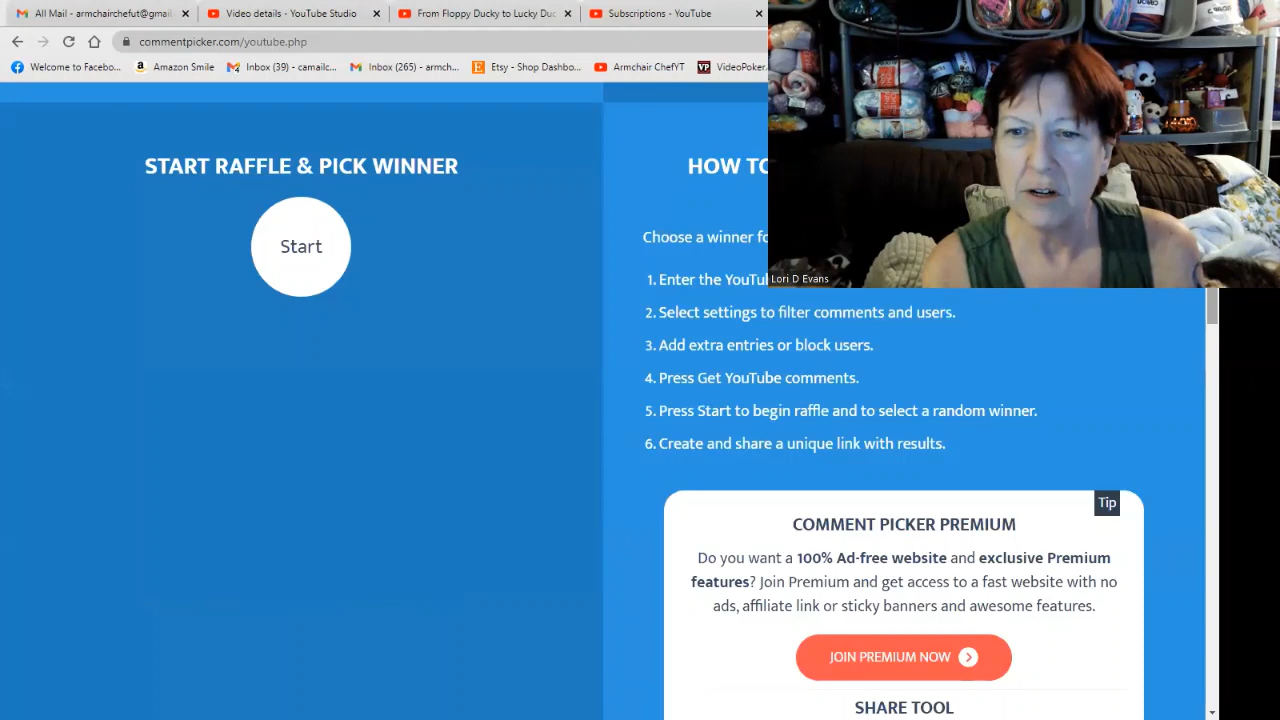 All Mail - armchairchefut@gmail
Video details - YouTube Studio
From Floppy Ducky to Lucky Duc
Subscriptions - YouTube
commentpicker.com/youtube.php
Welcome to Facebo...
Amazon Smile
Inbox (39) - camailc...
Inbox (265) - armch...
Etsy - Shop Dashbo...
Armchair ChefYT
VideoPoker.
START RAFFLE & PICK WINNER
Start
HOW TO
Choose a winner fo
1. Enter the YouTu
2. Select settings to filter comments and users.
3. Add extra entries or block users.
4. Press Get YouTube comments.
5. Press Start to begin raffle and to select a random winner.
6. Create and share a unique link with results.
Tip
COMMENT PICKER PREMIUM
Do you want a 100% Ad-free website and exclusive Premium
features? Join Premium and get access to a fast website with no
ads, affiliate link or sticky banners and awesome features.
JOIN PREMIUM NOW
SHARE TOOL
Lori D Evans